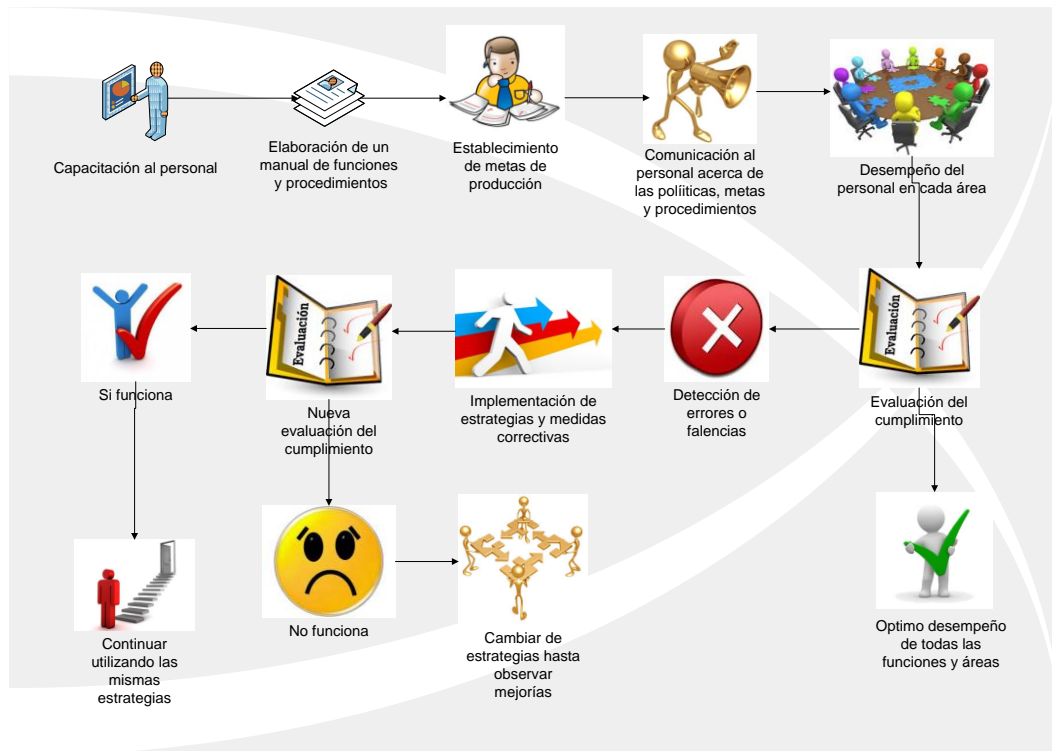 Capacitación al personal
Elaboración de un
manual de funciones
y procedimientos
Establecimiento
de metas de
producción
Comunicación al
personal acerca de
las polííticas, metas
y procedimientos
Desempeño del
personal en cada área
Si funciona
Evaluación
Nueva
evaluación del
cumplimiento
Implementación de
estrategias y medidas
correctivas
Detección de
errores o
falencias
Evaluación
Evaluación del
cumplimiento
Continuar
utilizando las
mismas
estrategias
No funciona
Cambiar de
estrategias hasta
observar
mejorías
Optimo desempeño
de todas las
funciones y áreas